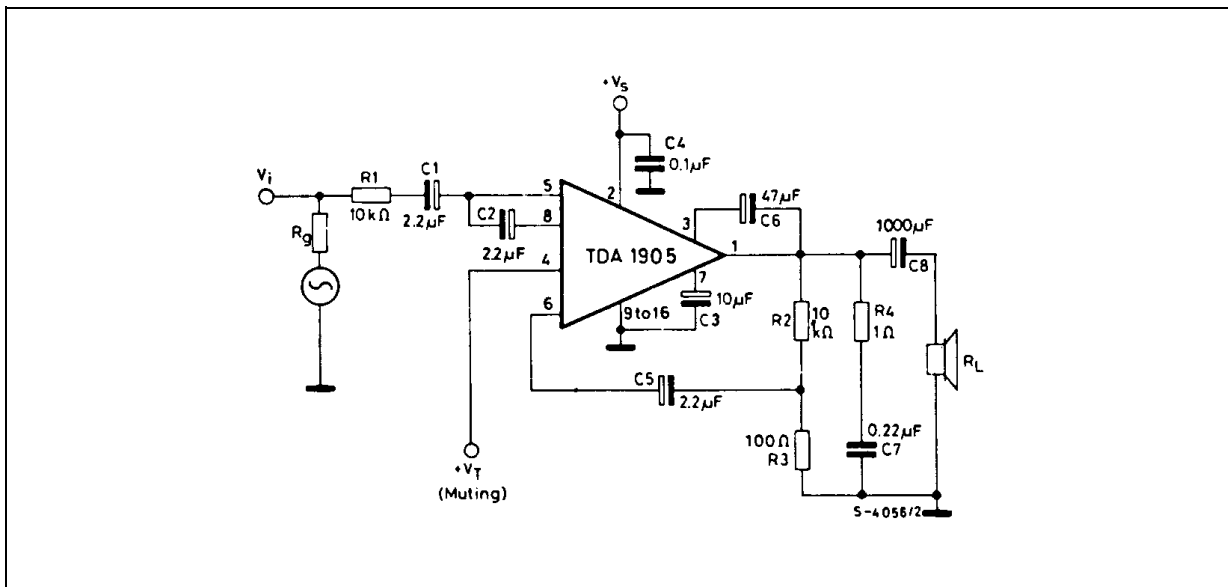 +Vs
C4
0.1µF
Vi
R1
10kΩ
C1
2.2µF
Rg
C2
2.2µF
5
8
4
6
2
3
1
7
TDA 1905
9 to 16
47µF
C6
10µF
C3
1000µF
C8
R2
10
kΩ
R4
1Ω
RL
C5
2.2µF
100Ω
R3
0.22µF
C7
+VT
(Muting)
S-4056/2